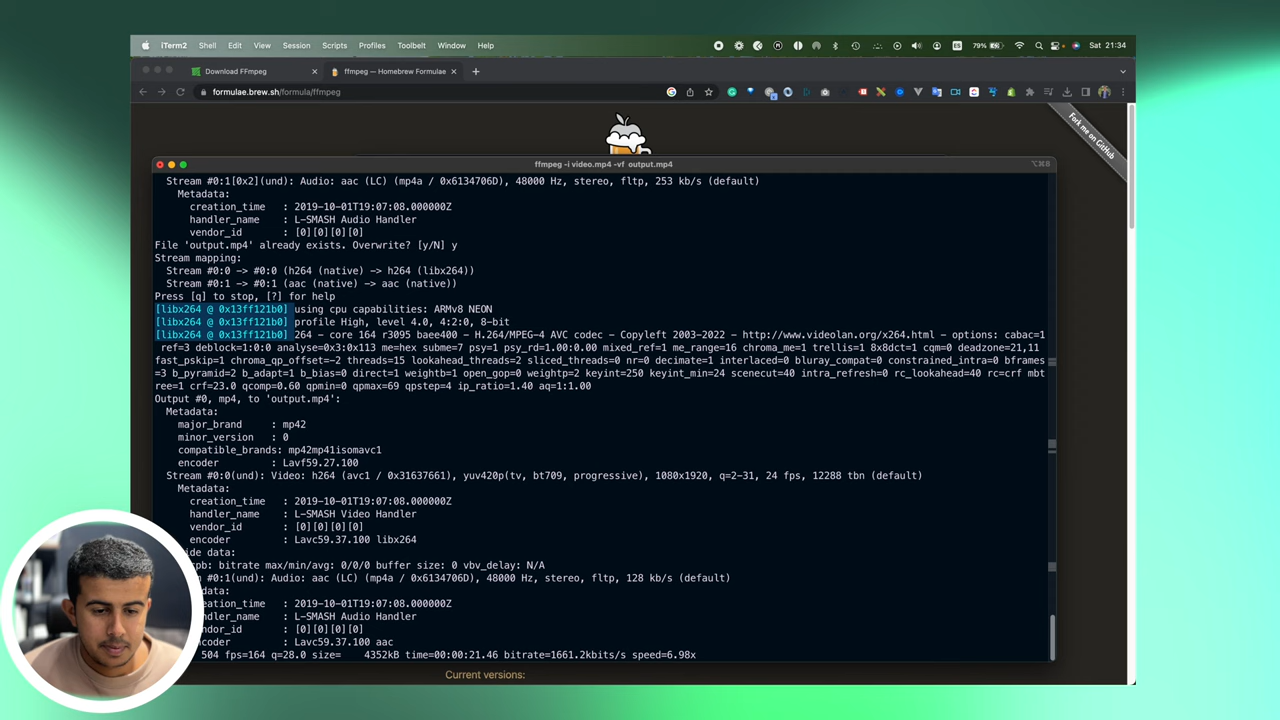 iTerm2 Shell Edit View Session Scripts Profiles Toolbelt Window Help 79% Sat 21:34
Download FFmpeg ffmpeg — Homebrew Formulae
formulae.brew.sh/formula/ffmpeg
Fork me on GitHub
ffmpeg -i video.mp4 -vf output.mp4 ⌥⌘8
Stream #0:1[0x2](und): Audio: aac (LC) (mp4a / 0x6134706D), 48000 Hz, stereo, fltp, 253 kb/s (default)
Metadata:
creation_time : 2019-10-01T19:07:08.000000Z
handler_name : L-SMASH Audio Handler
vendor_id : [0][0][0][0]
File 'output.mp4' already exists. Overwrite? [y/N] y
Stream mapping:
Stream #0:0 -> #0:0 (h264 (native) -> h264 (libx264))
Stream #0:1 -> #0:1 (aac (native) -> aac (native))
Press [q] to stop, [?] for help
[libx264 @ 0x13ff121b0] using cpu capabilities: ARMv8 NEON
[libx264 @ 0x13ff121b0] profile High, level 4.0, 4:2:0, 8-bit
[libx264 @ 0x13ff121b0] 264 - core 164 r3095 baee400 - H.264/MPEG-4 AVC codec - Copyleft 2003-2022 - http://www.videolan.org/x264.html - options: cabac=1
ref=3 deblock=1:0:0 analyse=0x3:0x113 me=hex subme=7 psy=1 psy_rd=1.00:0.00 mixed_ref=1 me_range=16 chroma_me=1 trellis=1 8x8dct=1 cqm=0 deadzone=21,11
fast_pskip=1 chroma_qp_offset=-2 threads=15 lookahead_threads=2 sliced_threads=0 nr=0 decimate=1 interlaced=0 bluray_compat=0 constrained_intra=0 bframes
=3 b_pyramid=2 b_adapt=1 b_bias=0 direct=1 weightb=1 open_gop=0 weightp=2 keyint=250 keyint_min=24 scenecut=40 intra_refresh=0 rc_lookahead=40 rc=crf mbt
ree=1 crf=23.0 qcomp=0.60 qpmin=0 qpmax=69 qpstep=4 ip_ratio=1.40 aq=1:1.00
Output #0, mp4, to 'output.mp4':
Metadata:
major_brand : mp42
minor_version : 0
compatible_brands: mp42mp41isomavc1
encoder : Lavf59.27.100
Stream #0:0(und): Video: h264 (avc1 / 0x31637661), yuv420p(tv, bt709, progressive), 1080x1920, q=2-31, 24 fps, 12288 tbn (default)
Metadata:
creation_time : 2019-10-01T19:07:08.000000Z
handler_name : L-SMASH Video Handler
vendor_id : [0][0][0][0]
encoder : Lavc59.37.100 libx264
ide data:
cpb: bitrate max/min/avg: 0/0/0 buffer size: 0 vbv_delay: N/A
Stream #0:1(und): Audio: aac (LC) (mp4a / 0x6134706D), 48000 Hz, stereo, fltp, 128 kb/s (default)
adata:
creation_time : 2019-10-01T19:07:08.000000Z
handler_name : L-SMASH Audio Handler
vendor_id : [0][0][0][0]
encoder : Lavc59.37.100 aac
504 fps=164 q=28.0 size= 4352kB time=00:00:21.46 bitrate=1661.2kbits/s speed=6.98x
Current versions: